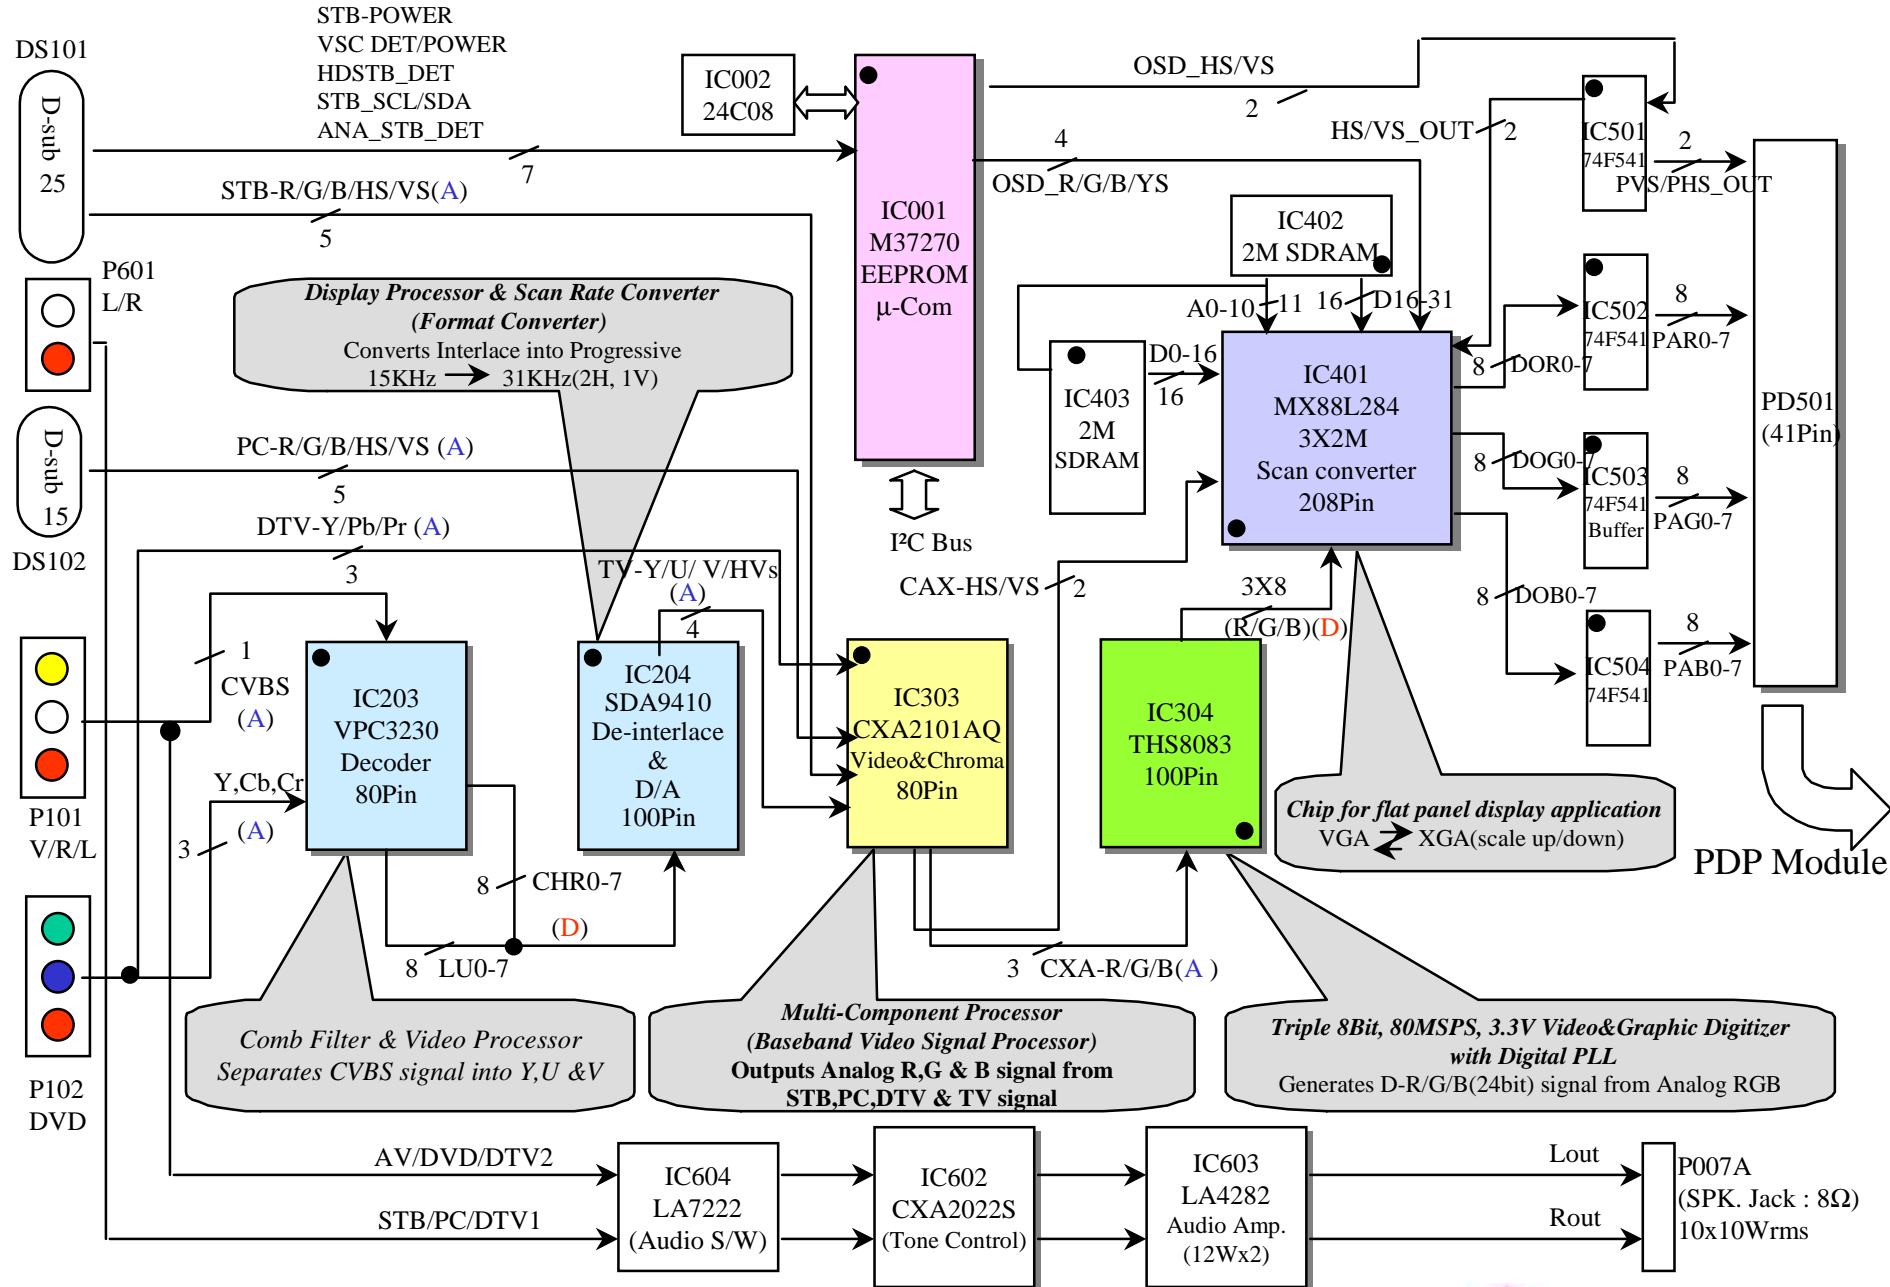 STB-POWER
VSC DET/POWER
HDSTB_DET
STB_SCL/SDA
ANA_STB_DET
DS101
D-sub
25
7
STB-R/G/B/HS/VS(A)
5
IC002
24C08
IC001
M37270
EEPROM
μ-Com
I²C Bus
OSD_HS/VS
2
4
OSD_R/G/B/YS
HS/VS_OUT
2
IC501
74F541
2
PVS/PHS_OUT
P601
L/R
Display Processor & Scan Rate Converter
(Format Converter)
Converts Interlace into Progressive
15KHz
31KHz(2H, 1V)
IC402
2M SDRAM
A0-10
11
16
D16-31
IC403
2M
SDRAM
D0-16
16
IC401
MX88L284
3X2M
Scan converter
208Pin
8
DOR0-7
IC502
74F541
8
PAR0-7
8
DOG0-7
IC503
74F541
Buffer
8
PAG0-7
8
DOB0-7
IC504
74F541
8
PAB0-7
PD501
(41Pin)
PDP Module
D-sub
15
DS102
PC-R/G/B/HS/VS (A)
5
DTV-Y/Pb/Pr (A)
3
TV-Y/U/ V/HVs
(A)
4
CAX-HS/VS
2
3X8
(R/G/B)(D)
P101
V/R/L
1
CVBS
(A)
Y,Cb,Cr
(A)
3
IC203
VPC3230
Decoder
80Pin
IC204
SDA9410
De-interlace
&
D/A
100Pin
IC303
CXA2101AQ
Video&Chroma
80Pin
IC304
THS8083
100Pin
Chip for flat panel display application
VGA
XGA(scale up/down)
8
CHR0-7
(D)
8
LU0-7
3
CXA-R/G/B(A )
P102
DVD
Comb Filter & Video Processor
Separates CVBS signal into Y,U &V
Multi-Component Processor
(Baseband Video Signal Processor)
Outputs Analog R,G & B signal from
STB,PC,DTV & TV signal
Triple 8Bit, 80MSPS, 3.3V Video&Graphic Digitizer
with Digital PLL
Generates D-R/G/B(24bit) signal from Analog RGB
AV/DVD/DTV2
STB/PC/DTV1
IC604
LA7222
(Audio S/W)
IC602
CXA2022S
(Tone Control)
IC603
LA4282
Audio Amp.
(12Wx2)
Lout
Rout
P007A
(SPK. Jack : 8Ω)
10x10Wrms